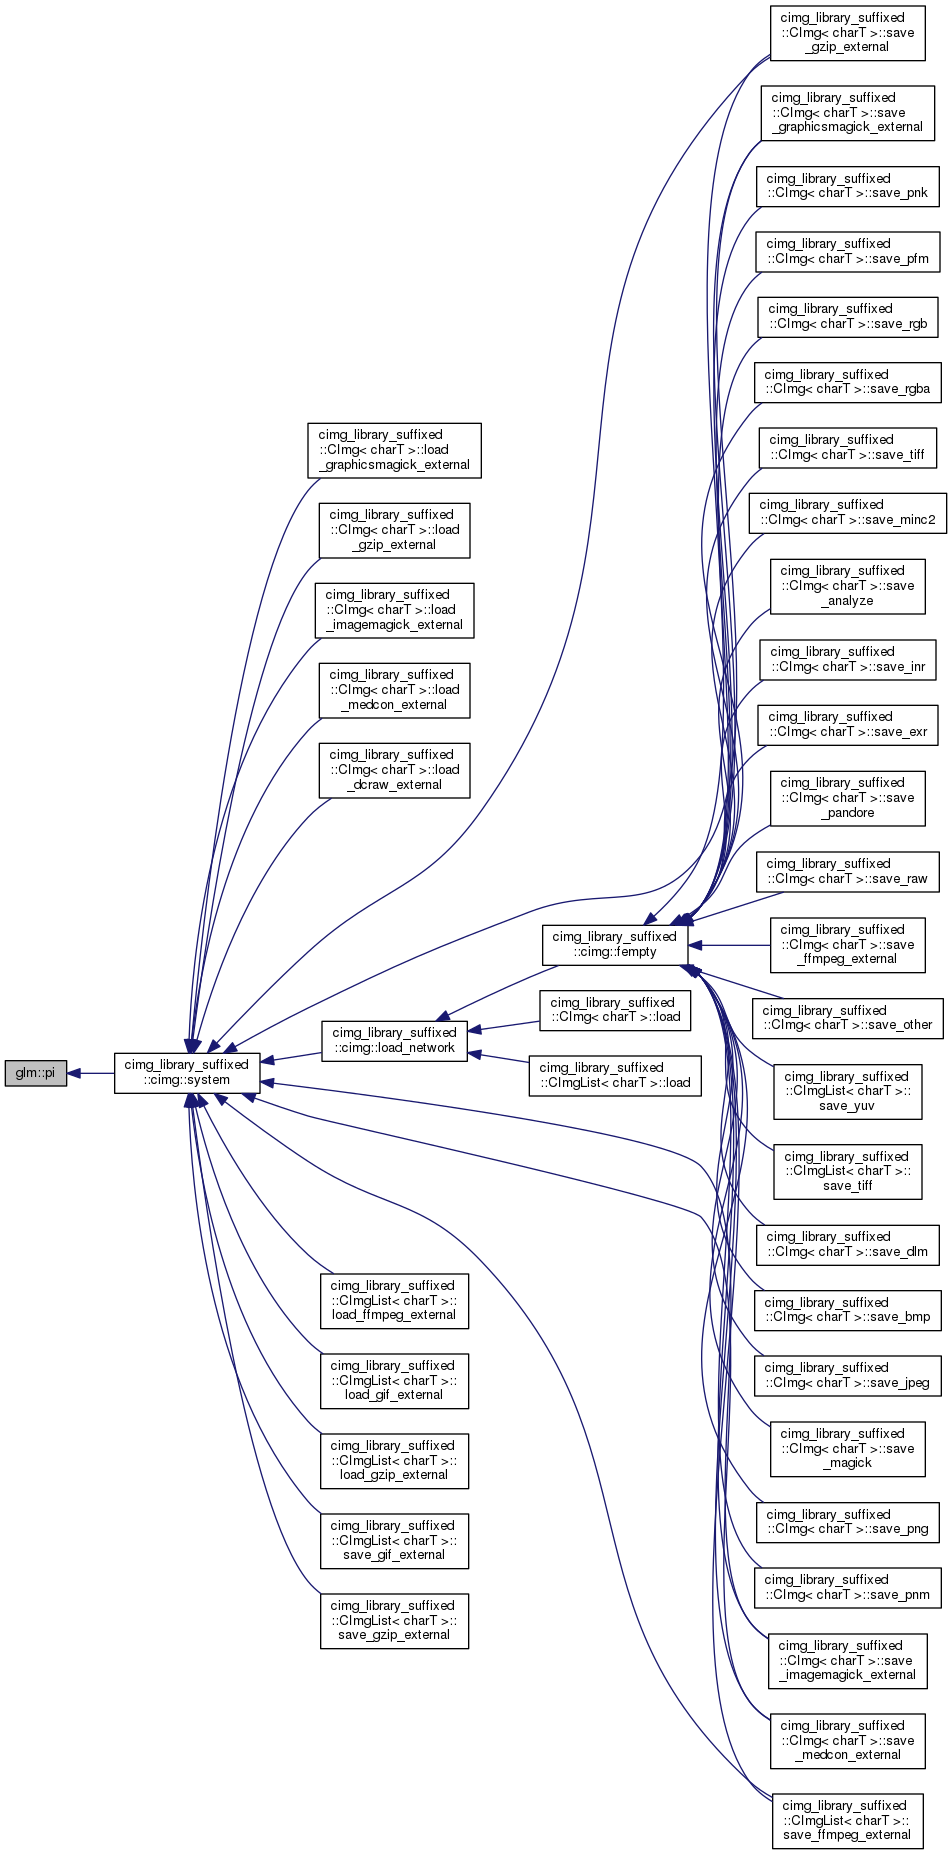 glm::pi
cimg_library_suffixed
::cimg::system
cimg_library_suffixed
::CImg< charT >::load
_graphicsmagick_external
cimg_library_suffixed
::CImg< charT >::load
_gzip_external
cimg_library_suffixed
::CImg< charT >::load
_imagemagick_external
cimg_library_suffixed
::CImg< charT >::load
_medcon_external
cimg_library_suffixed
::CImg< charT >::load
_dcraw_external
cimg_library_suffixed
::cimg::load_network
cimg_library_suffixed
::CImgList< charT >::
load_ffmpeg_external
cimg_library_suffixed
::CImgList< charT >::
load_gif_external
cimg_library_suffixed
::CImgList< charT >::
load_gzip_external
cimg_library_suffixed
::CImgList< charT >::
save_gif_external
cimg_library_suffixed
::CImgList< charT >::
save_gzip_external
cimg_library_suffixed
::cimg::fempty
cimg_library_suffixed
::CImg< charT >::load
cimg_library_suffixed
::CImgList< charT >::load
cimg_library_suffixed
::CImg< charT >::save
_gzip_external
cimg_library_suffixed
::CImg< charT >::save
_graphicsmagick_external
cimg_library_suffixed
::CImg< charT >::save_pnk
cimg_library_suffixed
::CImg< charT >::save_pfm
cimg_library_suffixed
::CImg< charT >::save_rgb
cimg_library_suffixed
::CImg< charT >::save_rgba
cimg_library_suffixed
::CImg< charT >::save_tiff
cimg_library_suffixed
::CImg< charT >::save_minc2
cimg_library_suffixed
::CImg< charT >::save
_analyze
cimg_library_suffixed
::CImg< charT >::save_inr
cimg_library_suffixed
::CImg< charT >::save_exr
cimg_library_suffixed
::CImg< charT >::save
_pandore
cimg_library_suffixed
::CImg< charT >::save_raw
cimg_library_suffixed
::CImg< charT >::save
_ffmpeg_external
cimg_library_suffixed
::CImg< charT >::save_other
cimg_library_suffixed
::CImgList< charT >::
save_yuv
cimg_library_suffixed
::CImgList< charT >::
save_tiff
cimg_library_suffixed
::CImg< charT >::save_dlm
cimg_library_suffixed
::CImg< charT >::save_bmp
cimg_library_suffixed
::CImg< charT >::save_jpeg
cimg_library_suffixed
::CImg< charT >::save
_magick
cimg_library_suffixed
::CImg< charT >::save_png
cimg_library_suffixed
::CImg< charT >::save_pnm
cimg_library_suffixed
::CImg< charT >::save
_imagemagick_external
cimg_library_suffixed
::CImg< charT >::save
_medcon_external
cimg_library_suffixed
::CImgList< charT >::
save_ffmpeg_external